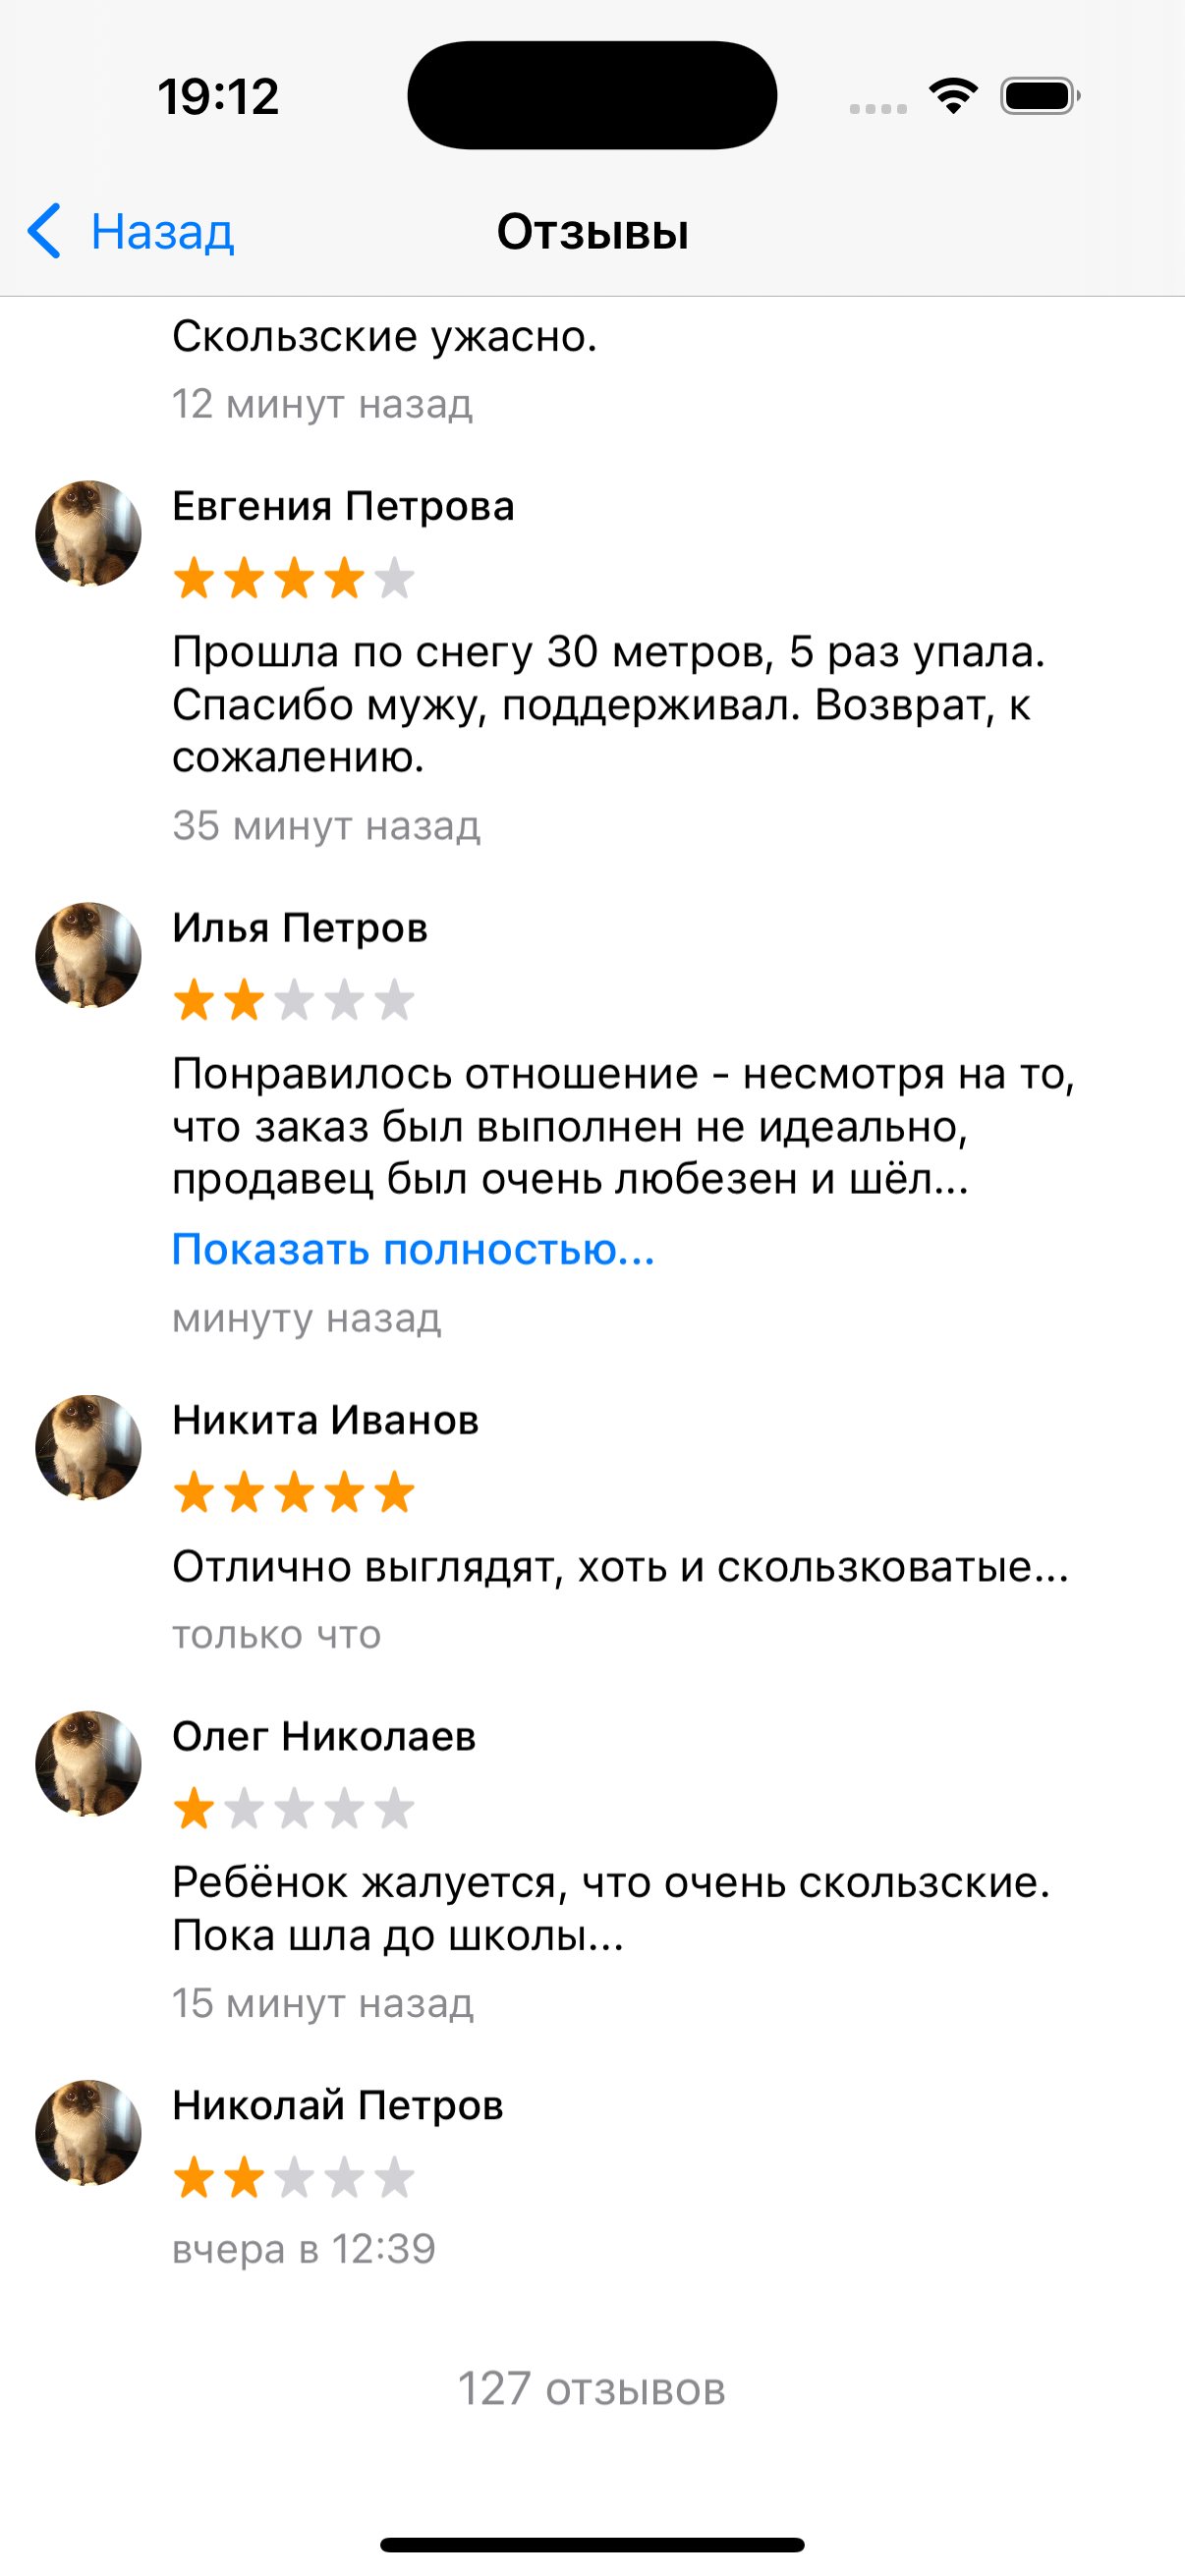 19:12
Назад
Отзывы
Скользские ужасно.
12 минут назад
Евгения Петрова
Прошла по снегу 30 метров, 5 раз упала.
Спасибо мужу, поддерживал. Возврат, к
сожалению.
35 минут назад
Илья Петров
Понравилось отношение - несмотря на то,
что заказ был выполнен не идеально,
продавец был очень любезен и шёл...
Показать полностью...
минуту назад
Никита Иванов
Отлично выглядят, хоть и скользковатые...
только что
Олег Николаев
Ребёнок жалуется, что очень скользские.
Пока шла до школы...
15 минут назад
Николай Петров
вчера в 12:39
127 отзывов